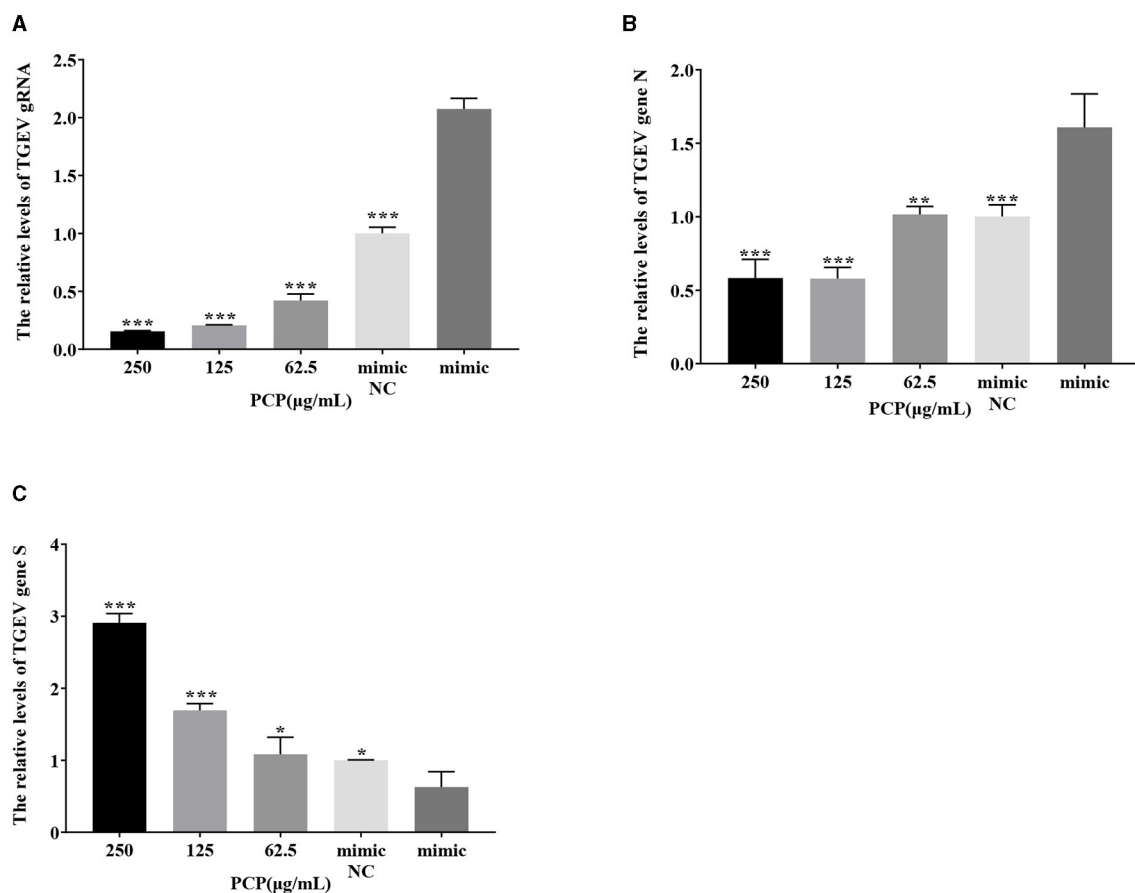 A
The relative levels of TGEV gRNA
2.5
2.0
1.5
1.0
0.5
0.0
***
***
***
***
250 125 62.5 mimic NC mimic
PCP(μg/mL)
B
The relative levels of TGEV gene N
2.0
1.5
1.0
0.5
0.0
***
***
**
***
250 125 62.5 mimic NC mimic
PCP(μg/mL)
C
The relative levels of TGEV gene S
4
3
2
1
0
***
***
*
*
250 125 62.5 mimic NC mimic
PCP(μg/mL)